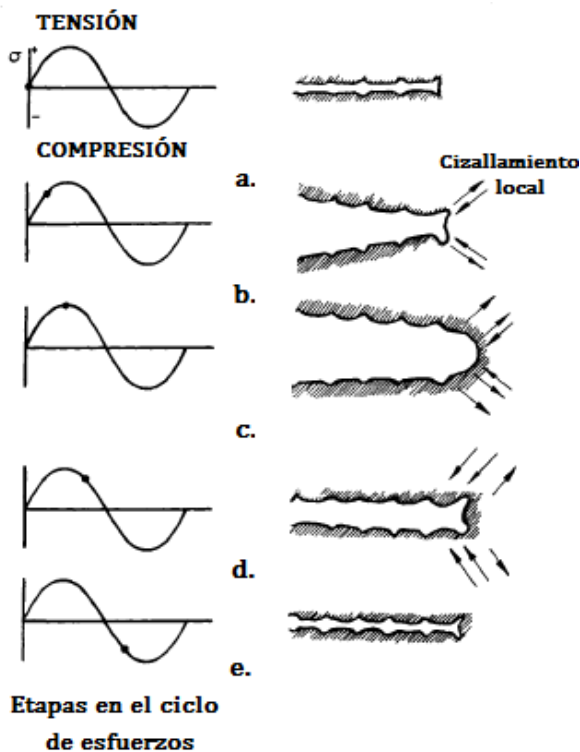 TENSIÓN
σ
+
−
COMPRESIÓN
a.
Cizallamiento
local
b.
c.
d.
e.
Etapas en el ciclo
de esfuerzos